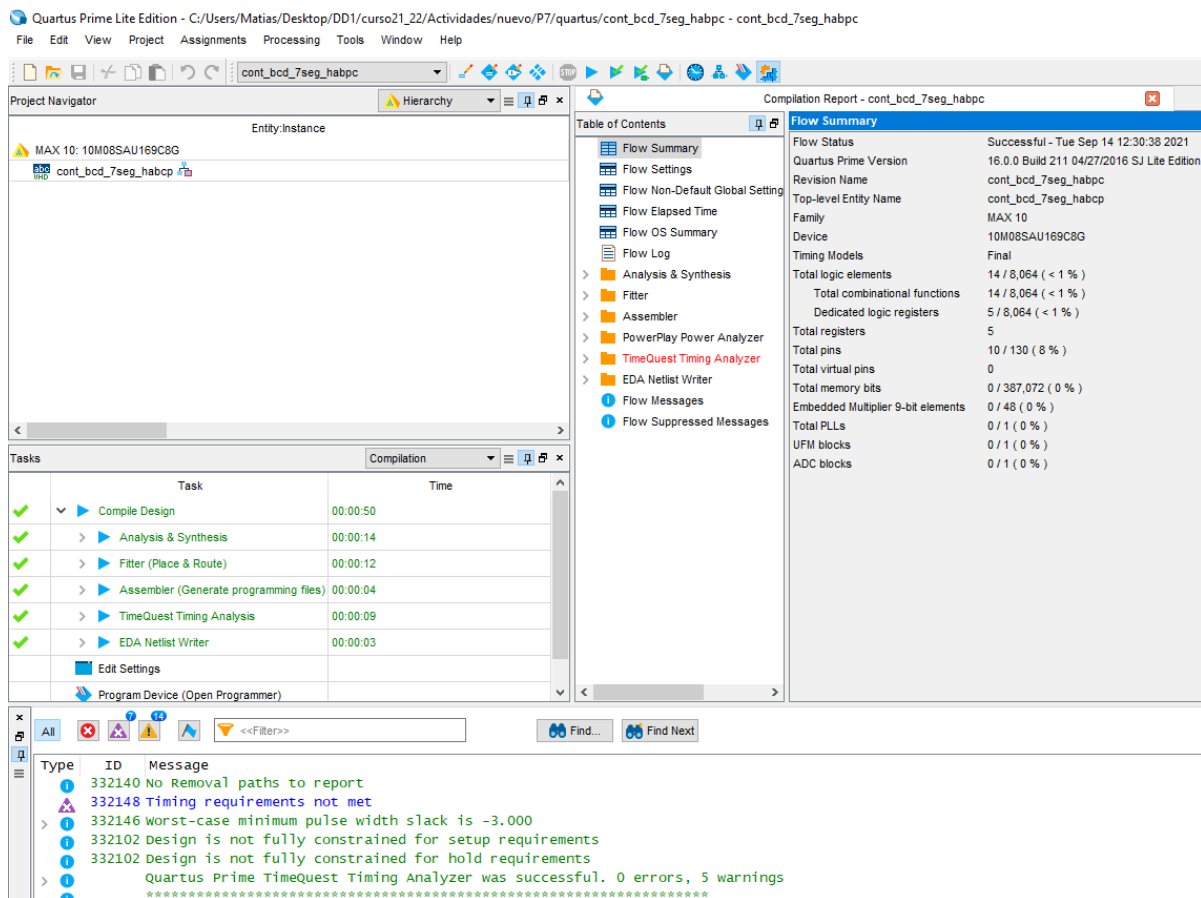 Quartus Prime Lite Edition - C:/Users/Matias/Desktop/DD1/curso21_22/Actividades/nuevo/P7/quartus/cont_bcd_7seg_habpc - cont_bcd_7seg_habpc
File Edit View Project Assignments Processing Tools Window Help
cont_bcd_7seg_habpc
STOP
Project Navigator
Hierarchy
Entity:Instance
MAX 10: 10M08SAU169C8G
abc VHD cont_bcd_7seg_habcp
Tasks
Compilation
Task Time
Compile Design 00:00:50
Analysis & Synthesis 00:00:14
Fitter (Place & Route) 00:00:12
Assembler (Generate programming files) 00:00:04
TimeQuest Timing Analysis 00:00:09
EDA Netlist Writer 00:00:03
Edit Settings
Program Device (Open Programmer)
Compilation Report - cont_bcd_7seg_habpc
Table of Contents
Flow Summary
Flow Settings
Flow Non-Default Global Setting
Flow Elapsed Time
Flow OS Summary
Flow Log
Analysis & Synthesis
Fitter
Assembler
PowerPlay Power Analyzer
TimeQuest Timing Analyzer
EDA Netlist Writer
Flow Messages
Flow Suppressed Messages
Flow Summary
Flow Status Successful - Tue Sep 14 12:30:38 2021
Quartus Prime Version 16.0.0 Build 211 04/27/2016 SJ Lite Edition
Revision Name cont_bcd_7seg_habpc
Top-level Entity Name cont_bcd_7seg_habcp
Family MAX 10
Device 10M08SAU169C8G
Timing Models Final
Total logic elements 14 / 8,064 ( < 1 % )
Total combinational functions 14 / 8,064 ( < 1 % )
Dedicated logic registers 5 / 8,064 ( < 1 % )
Total registers 5
Total pins 10 / 130 ( 8 % )
Total virtual pins 0
Total memory bits 0 / 387,072 ( 0 % )
Embedded Multiplier 9-bit elements 0 / 48 ( 0 % )
Total PLLs 0 / 1 ( 0 % )
UFM blocks 0 / 1 ( 0 % )
ADC blocks 0 / 1 ( 0 % )
All 7 14 <<Filter>> Find... Find Next
Type ID Message
332140 No Removal paths to report
332148 Timing requirements not met
332146 Worst-case minimum pulse width slack is -3.000
332102 Design is not fully constrained for setup requirements
332102 Design is not fully constrained for hold requirements
Quartus Prime TimeQuest Timing Analyzer was successful. 0 errors, 5 warnings
*******************************************************************